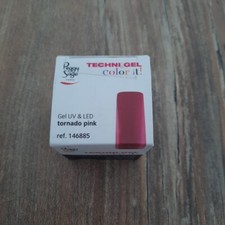 Peggy
Sage
TECHNI GEL
color it!
Gel UV & LED
tornado pink
ref. 146885